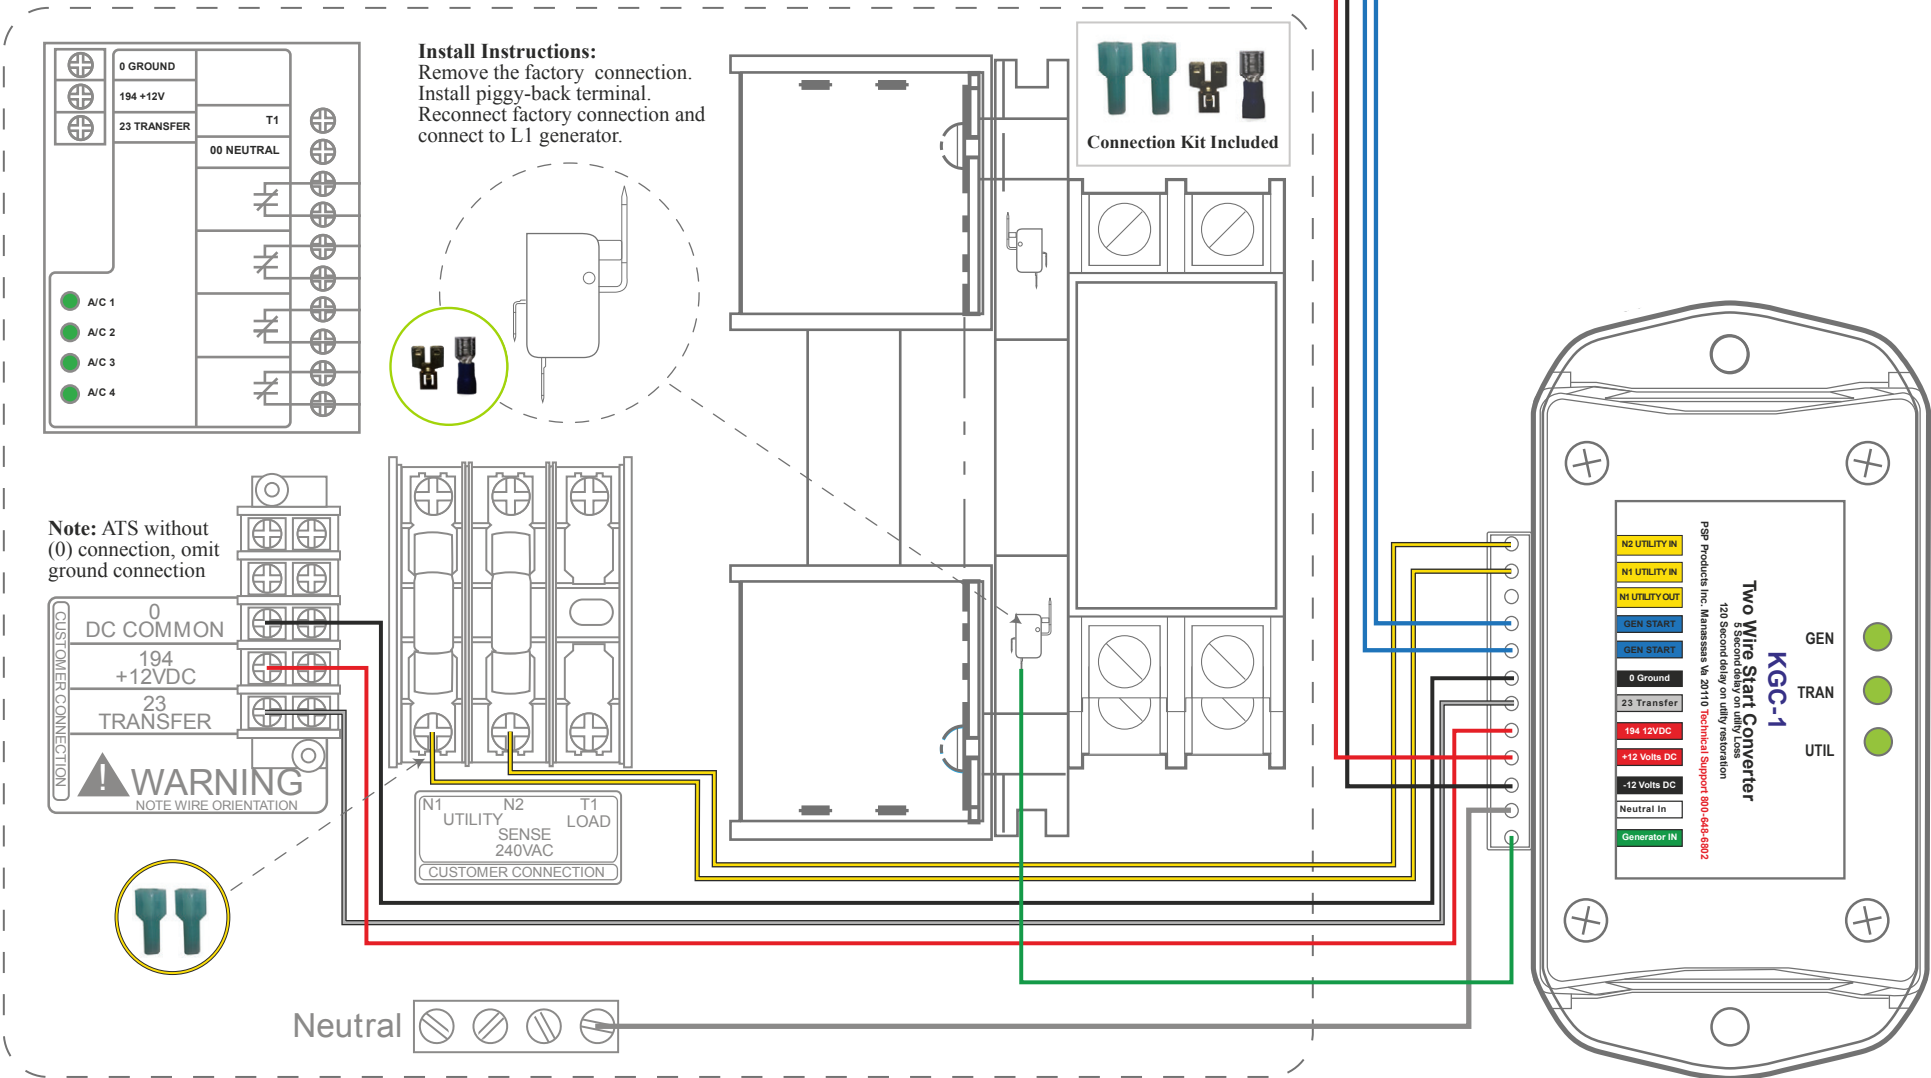 0 GROUND
194 +12V
23 TRANSFER
T1
00 NEUTRAL
A/C 1
A/C 2
A/C 3
A/C 4
Install Instructions:
Remove the factory connection.
Install piggy-back terminal.
Reconnect factory connection and
connect to L1 generator.
Connection Kit Included
Note: ATS without
(0) connection, omit
ground connection
CUSTOMER CONNECTION
0
DC COMMON
194
+12VDC
23
TRANSFER
! WARNING
NOTE WIRE ORIENTATION
N1 N2 T1
UTILITY LOAD
SENSE
240VAC
CUSTOMER CONNECTION
Neutral
N2 UTILITY IN
N1 UTILITY IN
N1 UTILITY OUT
GEN START
GEN START
0 Ground
23 Transfer
194 12VDC
+12 Volts DC
-12 Volts DC
Neutral In
Generator IN
KGC-1
Two Wire Start Converter
5 Second delay on utility Loss
120 Second delay on utility restoration
PSP Products Inc. Manasssas Va 20110 Technical Support 800-648-6802
GEN
TRAN
UTIL